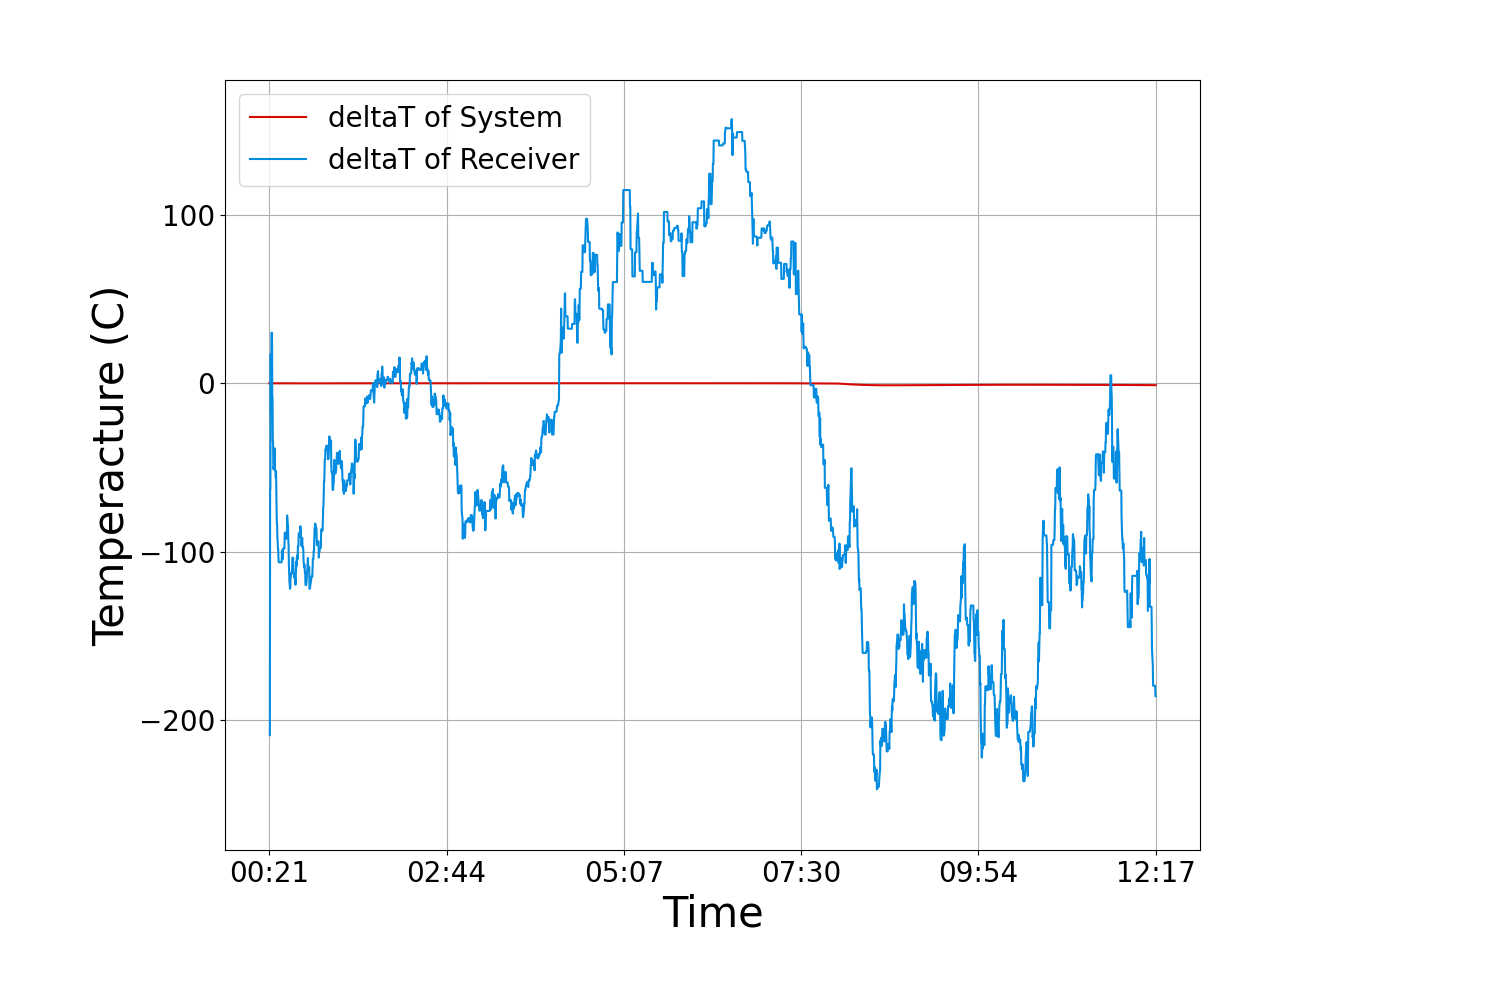 deltaT of System
deltaT of Receiver
Temperacture (C)
100
0
−100
−200
00:21 02:44 05:07 07:30 09:54 12:17
Time